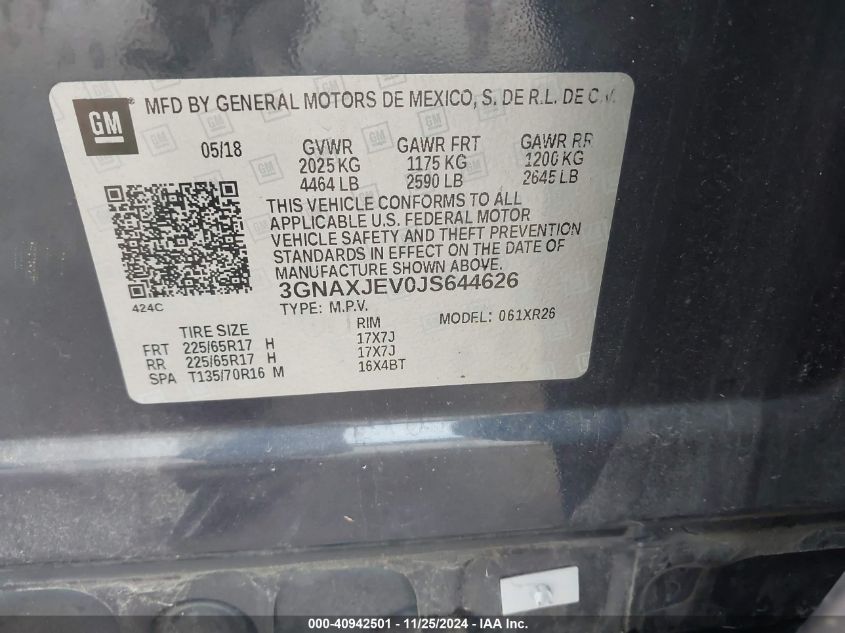 GM
MFD BY GENERAL MOTORS DE MEXICO, S. DE R.L. DE C.V.
05/18 GVWR GAWR FRT GAWR RR
2025 KG 1175 KG 1200 KG
4464 LB 2590 LB 2645 LB
THIS VEHICLE CONFORMS TO ALL
APPLICABLE U.S. FEDERAL MOTOR
VEHICLE SAFETY AND THEFT PREVENTION
STANDARDS IN EFFECT ON THE DATE OF
MANUFACTURE SHOWN ABOVE.
3GNAXJEV0JS644626
424C TYPE: M.P.V.
TIRE SIZE RIM MODEL: 061XR26
FRT 225/65R17 H 17X7J
RR 225/65R17 H 17X7J
SPA T135/70R16 M 16X4BT
000-40942501 - 11/25/2024 - IAA Inc.